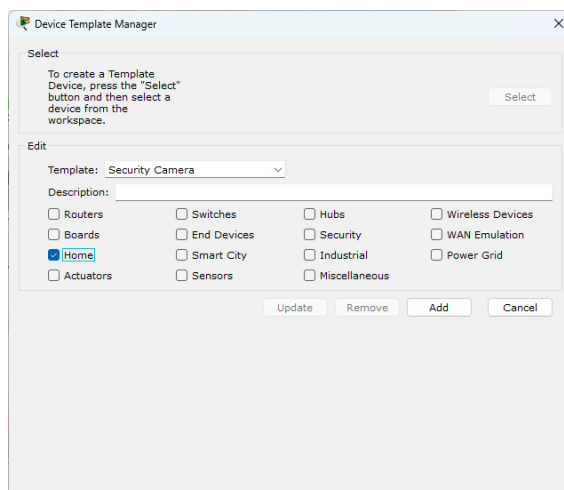 Device Template Manager
Select
To create a Template
Device, press the "Select"
button and then select a
device from the
workspace.
Select
Edit
Template: Security Camera
Description:
Routers Switches Hubs Wireless Devices
Boards End Devices Security WAN Emulation
Home Smart City Industrial Power Grid
Actuators Sensors Miscellaneous
Update Remove Add Cancel